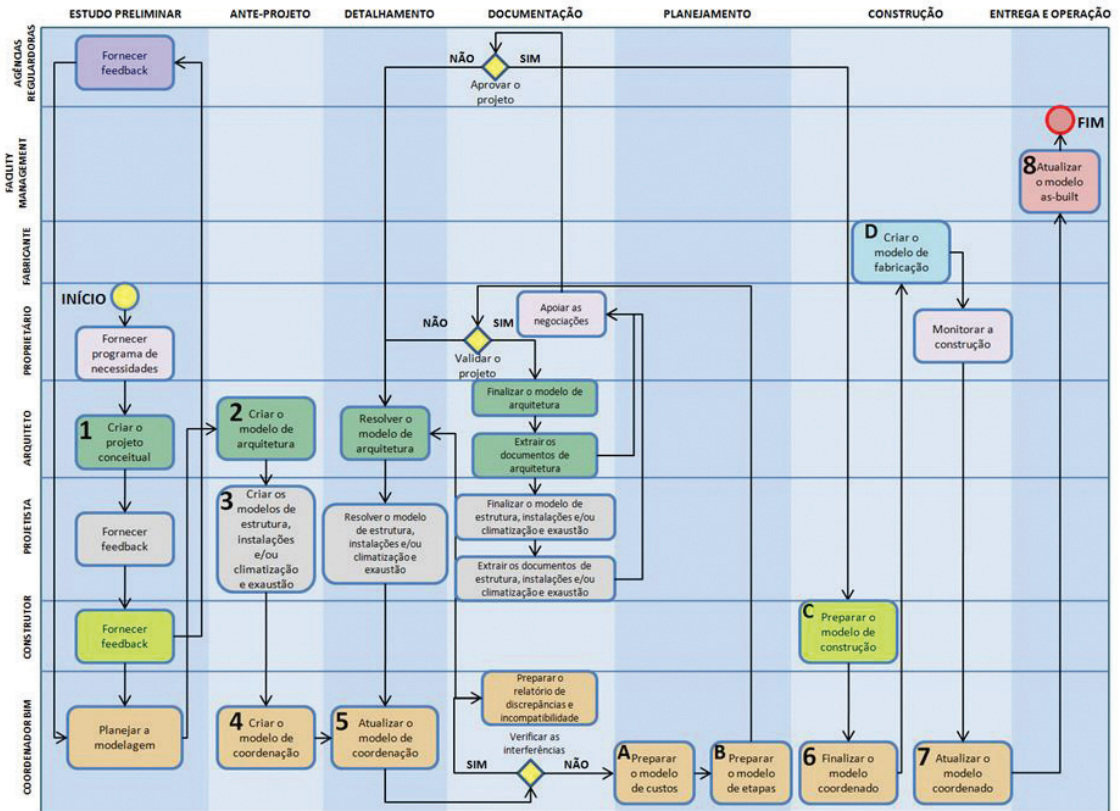 ESTUDO PRELIMINAR
ANTE-PROJETO
DETALHAMENTO
DOCUMENTAÇÃO
PLANEJAMENTO
CONSTRUÇÃO
ENTREGA E OPERAÇÃO
AGÊNCIAS
REGULARDORAS
Fornecer
feedback
NÃO
SIM
Aprovar o
projeto
FACILITY
MANAGEMENT
FIM
8
Atualizar
o modelo
as-built
FABRICANTE
D
Criar o
modelo de
fabricação
PROPRIETÁRIO
INÍCIO
Fornecer
programa de
necessidades
NÃO
SIM
Validar o
projeto
Apoiar as
negociações
Monitorar a
construção
ARQUITETO
1
Criar o
projeto
conceitual
2
Criar o
modelo de
arquitetura
Resolver o
modelo de
arquitetura
Finalizar o modelo de
arquitetura
Extrair os
documentos de
arquitetura
PROJETISTA
Fornecer
feedback
3
Criar os
modelos de
estrutura,
instalações
e/ou
climatização
e exaustão
Resolver o modelo
de estrutura,
instalações e/ou
climatização e
exaustão
Finalizar o modelo de
estrutura, instalações e/ou
climatização e exaustão
Extrair os documentos de
estrutura, instalações e/ou
climatização e exaustão
CONSTRUTOR
Fornecer
feedback
C
Preparar o
modelo de
construção
COORDENADOR BIM
Planejar a
modelagem
4
Criar o
modelo de
coordenação
5
Atualizar o
modelo de
coordenação
Preparar o
relatório de
discrepâncias e
incompatibilidade
Verificar as
interferências
SIM
NÃO
A
Preparar
o modelo
de custos
B
Preparar
o modelo
de etapas
6
Finalizar o
modelo
coordenado
7
Atualizar o
modelo
coordenado